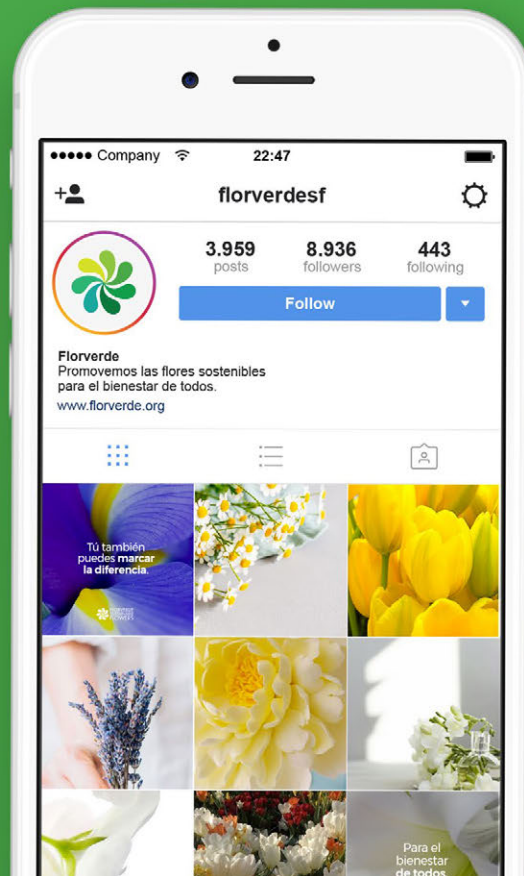 Company
22:47
florverdesf
3.959 8.936 443
posts followers following
Follow
Florverde
Promovemos las flores sostenibles
para el bienestar de todos.
www.florverde.org
Tú también
puedes marcar
la diferencia.
Para el
bienestar
de todos